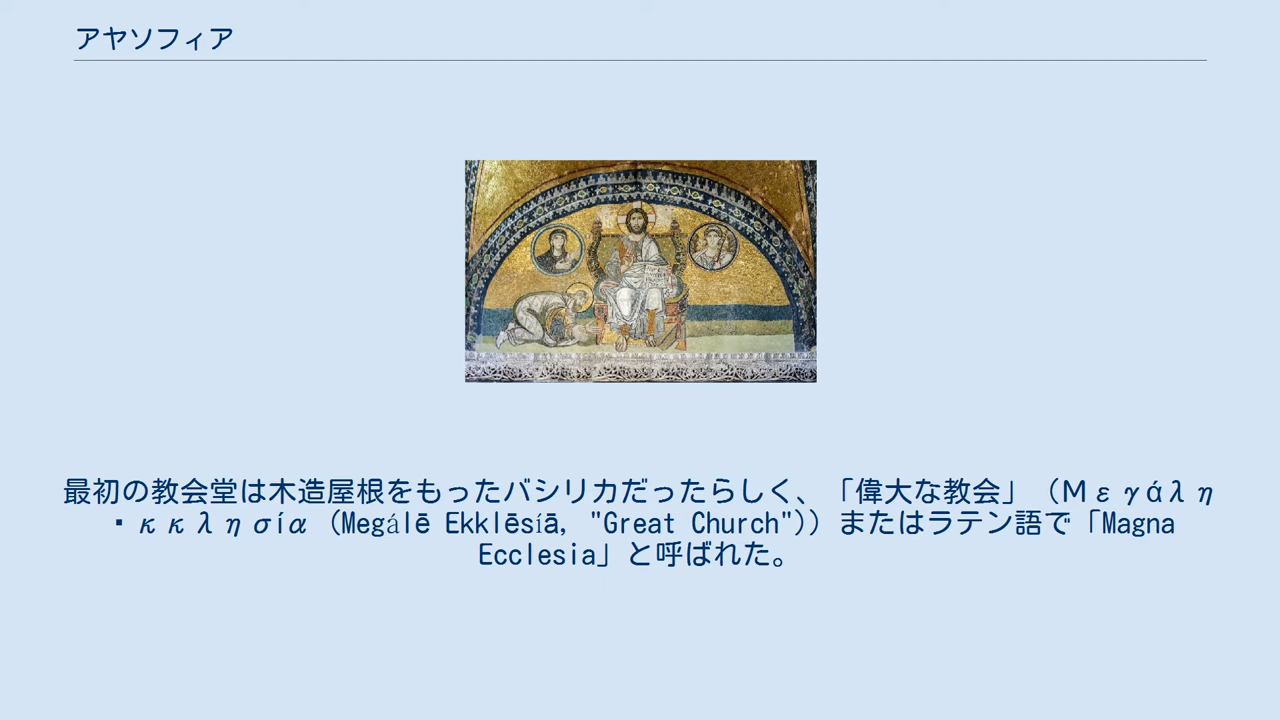 アヤソフィア
最初の教会堂は木造屋根をもったバシリカだったらしく、「偉大な教会」（Μεγάλη
▪κκλησία（Megálē Ekklēsíā, "Great Church")）またはラテン語で「Magna
Ecclesia」と呼ばれた。